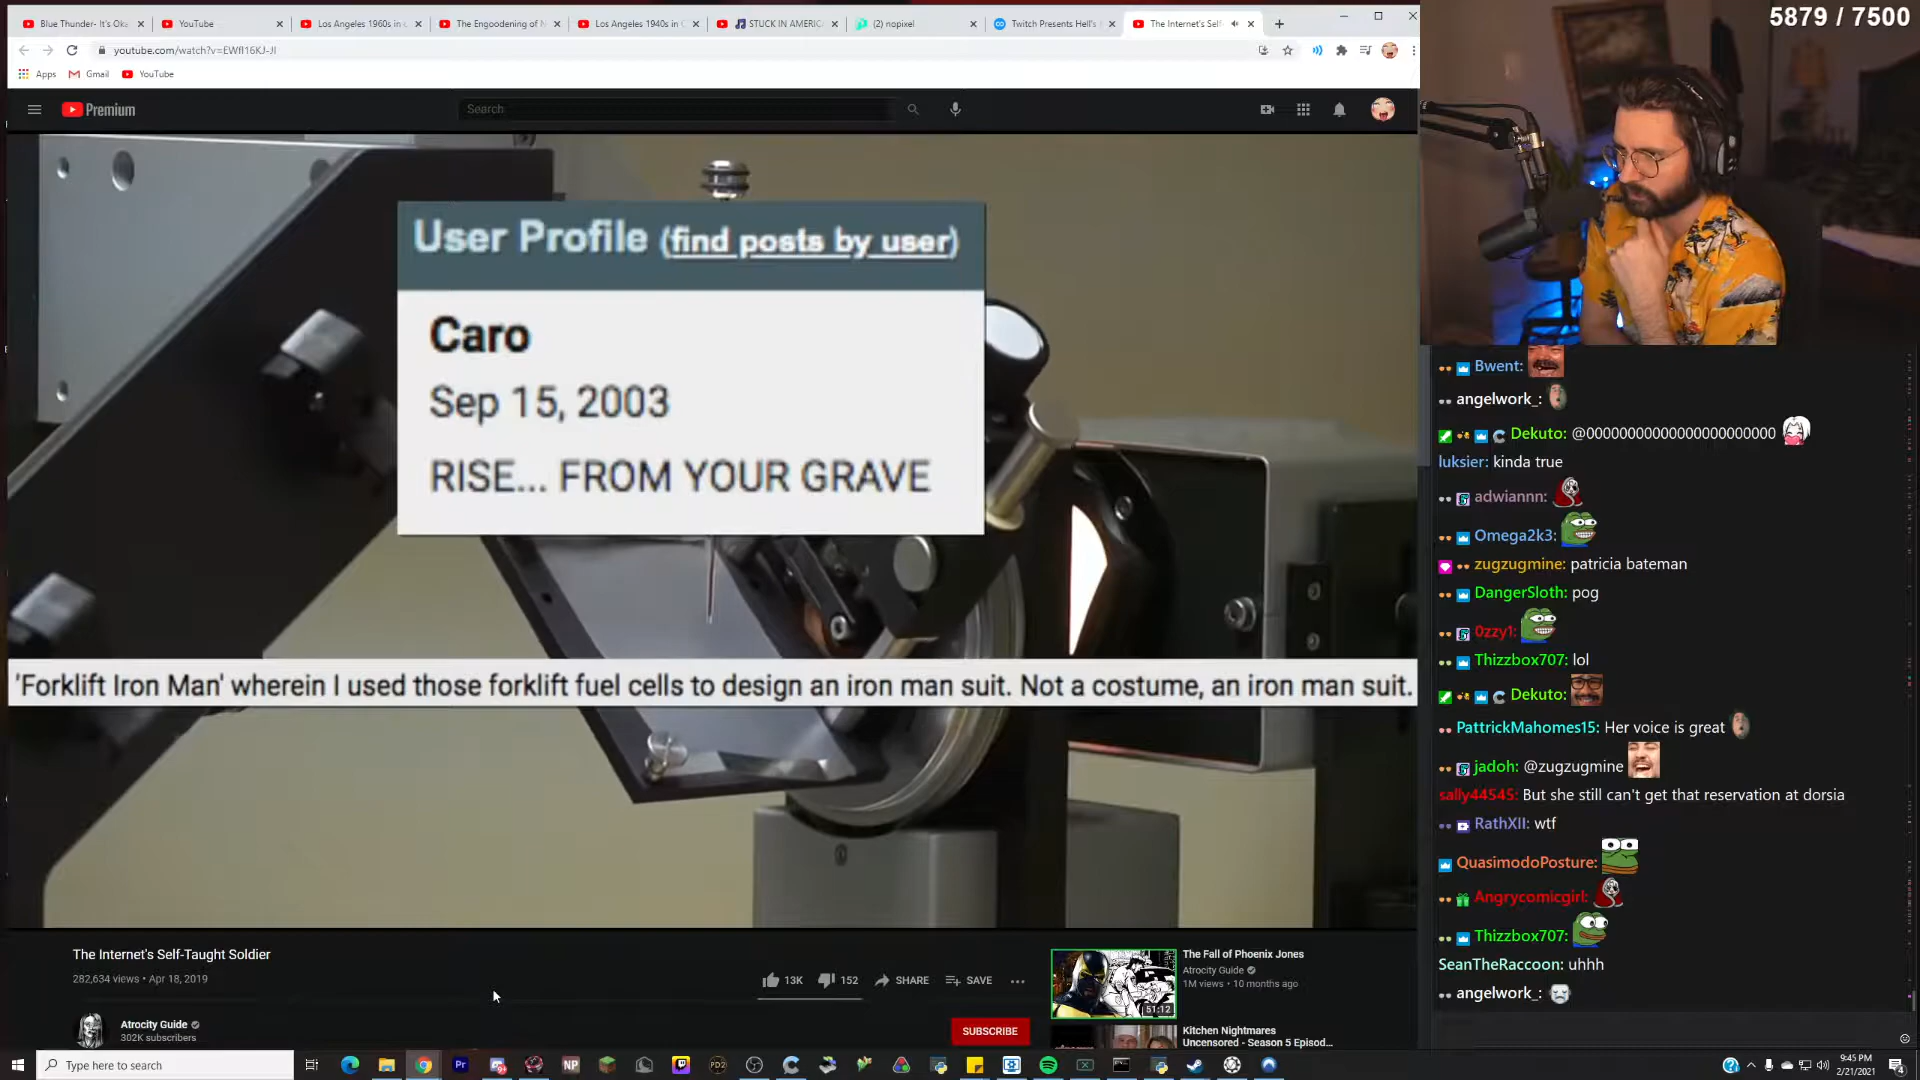 Blue Thunder- It's Oka
YouTube
Los Angeles 1960s in c
The Engoodening of N
Los Angeles 1940s in C
STUCK IN AMERIC
(2) nopixel
Twitch Presents Hell's
The Internet's Self-
5879 / 7500
youtube.com/watch?v=EWfl16KJ-JI
Apps
Gmail
YouTube
Premium
Search
User Profile (find posts by user)
Caro
Sep 15, 2003
RISE... FROM YOUR GRAVE
'Forklift Iron Man' wherein I used those forklift fuel cells to design an iron man suit. Not a costume, an iron man suit.
Bwent:
angelwork_:
Dekuto: @00000000000000000000000
luksier: kinda true
adwiannn:
Omega2k3:
zugzugmine: patricia bateman
DangerSloth: pog
0zzy1:
Thizzbox707: lol
Dekuto:
PattrickMahomes15: Her voice is great
jadoh: @zugzugmine
sally44545: But she still can't get that reservation at dorsia
RathXII: wtf
QuasimodoPosture:
Angrycomicgirl:
Thizzbox707:
SeanTheRaccoon: uhhh
angelwork_:
The Internet's Self-Taught Soldier
282,634 views • Apr 18, 2019
13K
152
SHARE
SAVE
Atrocity Guide
302K subscribers
SUBSCRIBE
51:12
The Fall of Phoenix Jones
Atrocity Guide
1M views • 10 months ago
Kitchen Nightmares
Uncensored - Season 5 Episod...
Type here to search
Pr
NP
PD2
9:45 PM
2/21/2021